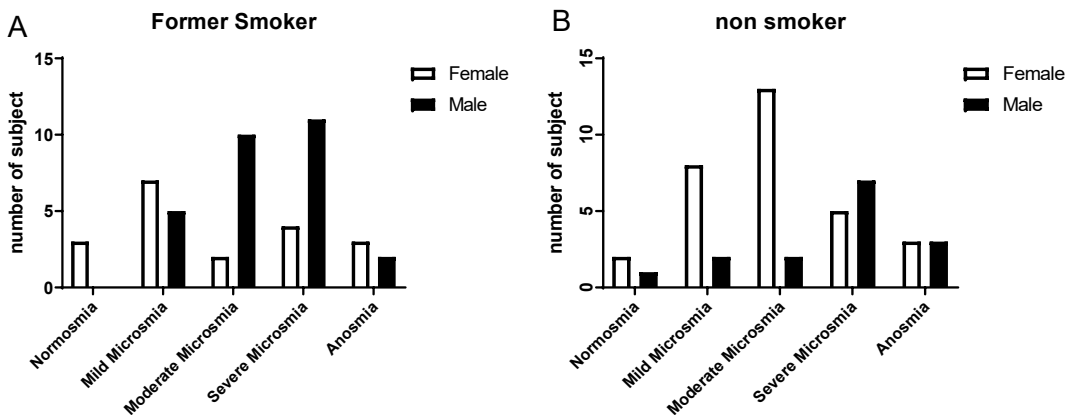 A
Former Smoker
number of subject
15
10
5
0
Normosmia
Mild Microsmia
Moderate Microsmia
Severe Microsmia
Anosmia
Female
Male
B
non smoker
number of subject
15
10
5
0
Normosmia
Mild Microsmia
Moderate Microsmia
Severe Microsmia
Anosmia
Female
Male